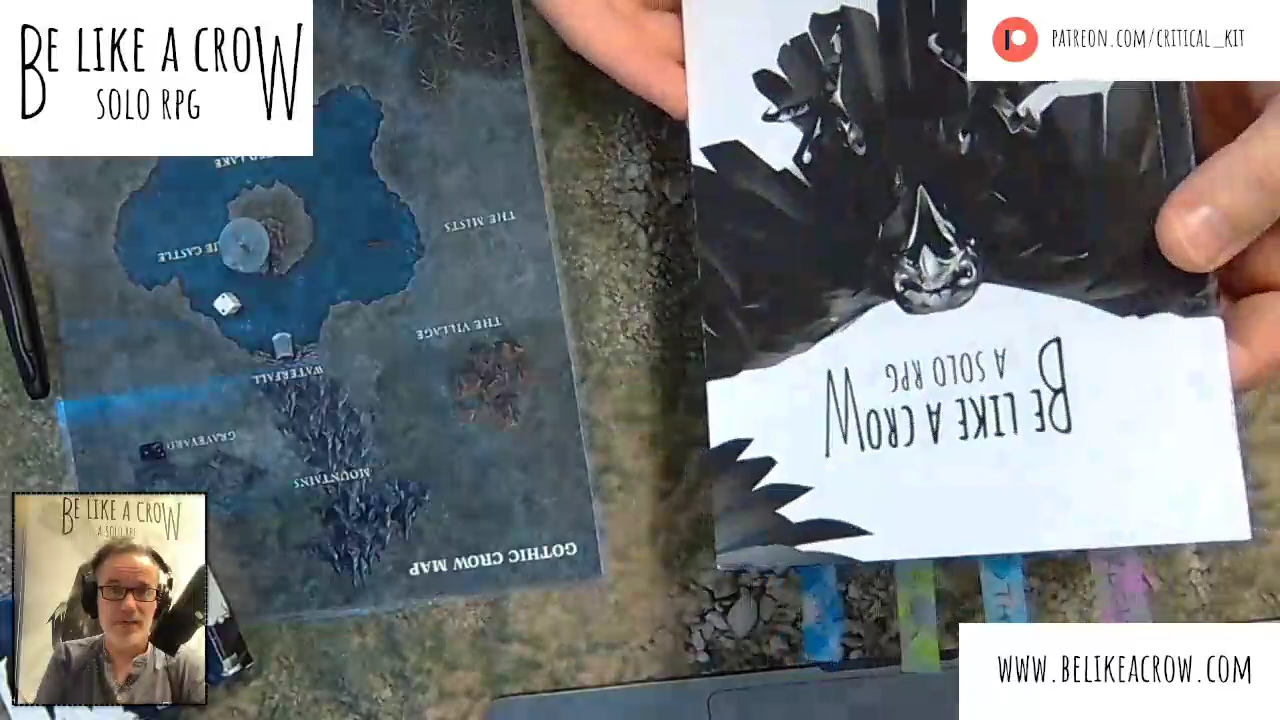 BE LIKE A CROW
SOLO RPG
PATREON.COM/CRITICAL_KIT
LAKE
THE MISTS
CASTLE
THE VILLAGE
WATERFALL
GRAVEYARD
MOUNTAINS
GOTHIC CROW MAP
BE LIKE A CROW
A SOLO RPG
BE LIKE A CROW
A SOLO RPG
WWW.BELIKEACROW.COM